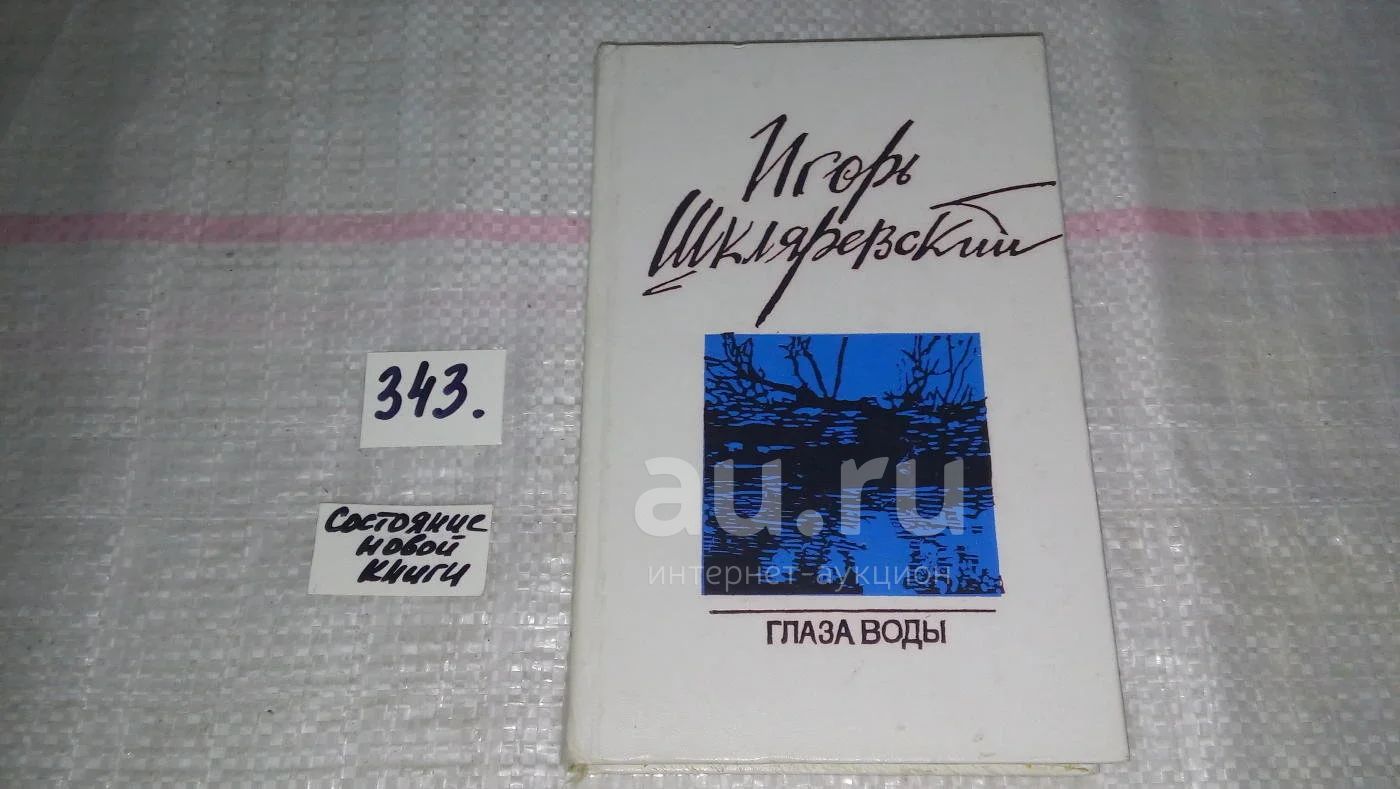 Игорь
Шкляревский
343.
Состояние
новой
книги
au.ru
интернет-аукцион
ГЛАЗА ВОДЫ